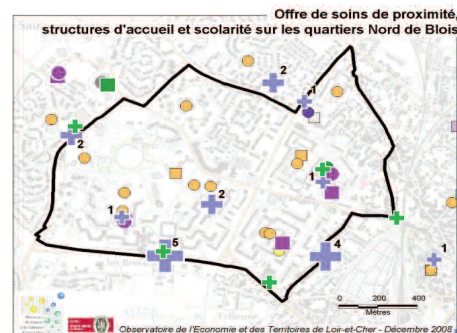 Offre de soins de proximité,
structures d'accueil et scolarité sur les quartiers Nord de Blois
2
1
2
1
2
1
5
4
1
0 200 400
Mètres
Observatoire de l'Economie et des Territoires de Loir-et-Cher - Décembre 2008